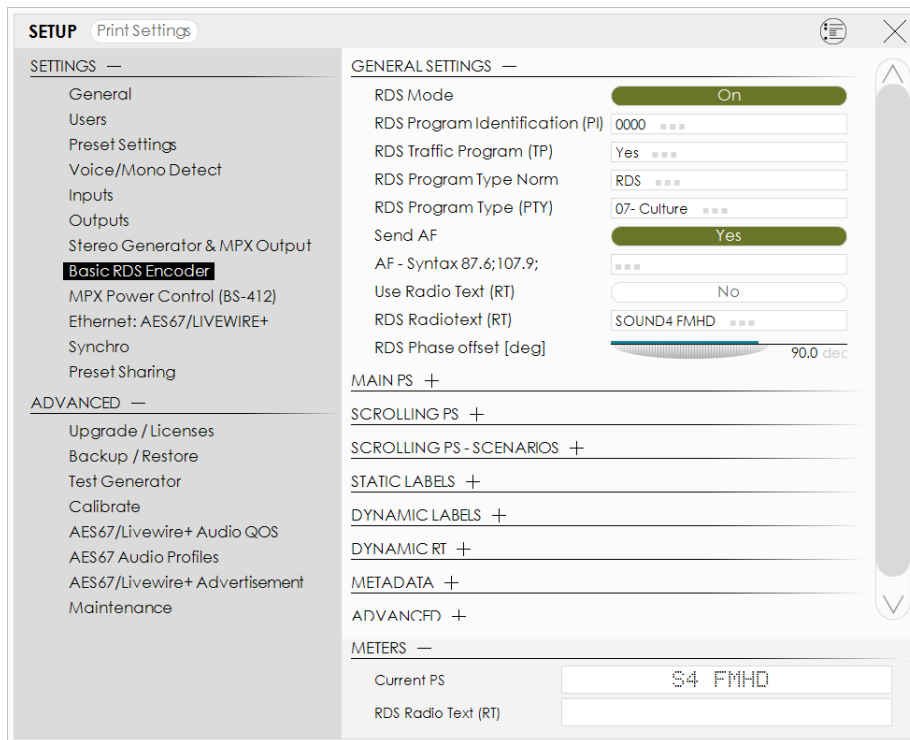 SETUP Print Settings
SETTINGS
General
Users
Preset Settings
Voice/Mono Detect
Inputs
Outputs
Stereo Generator & MPX Output
Basic RDS Encoder
MPX Power Control (BS-412)
Ethernet: AES67/LIVEWIRE+
Synchro
Preset Sharing
ADVANCED
Upgrade / Licenses
Backup / Restore
Test Generator
Calibrate
AES67/Livewire+ Audio QOS
AES67 Audio Profiles
AES67/Livewire+ Advertisement
Maintenance
GENERAL SETTINGS
RDS Mode On
RDS Program Identification (PI) 0000
RDS Traffic Program (TP) Yes
RDS Program Type Norm RDS
RDS Program Type (PTY) 07- Culture
Send AF Yes
AF - Syntax 87.6;107.9;
Use Radio Text (RT) No
RDS Radiotext (RT) SOUND4 FMHD
RDS Phase offset [deg] 90.0 deg
MAIN PS
SCROLLING PS
SCROLLING PS - SCENARIOS
STATIC LABELS
DYNAMIC LABELS
DYNAMIC RT
METADATA
ADVANCED
METERS
Current PS S4 FMHD
RDS Radio Text (RT)